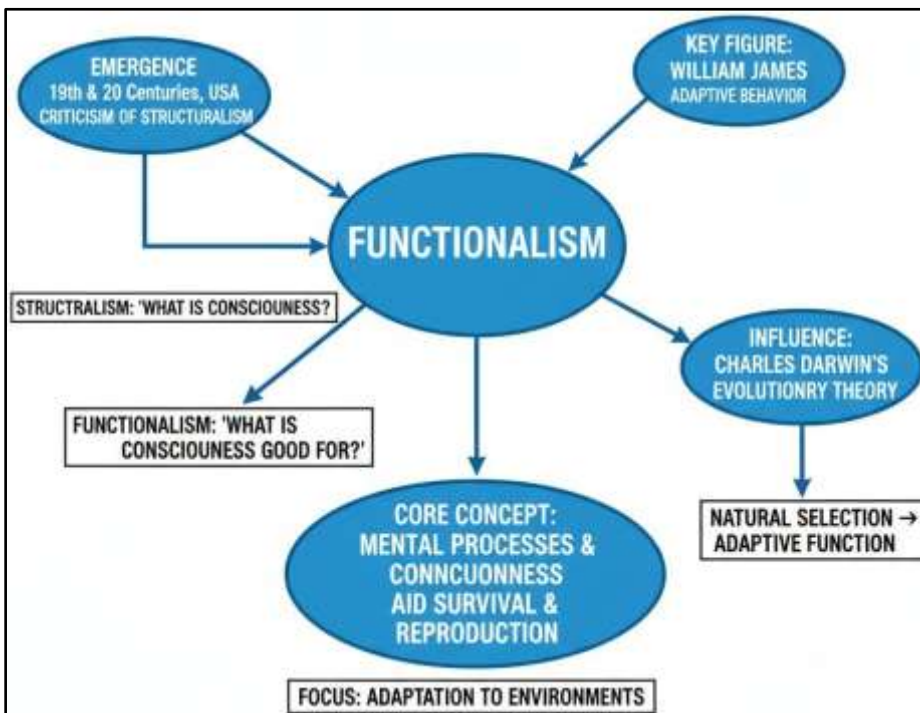 EMERGENCE
19th & 20 Centuries, USA
CRITICISIM OF STRUCTURALISM
KEY FIGURE:
WILLIAM JAMES
ADAPTIVE BEHAVIOR
FUNCTIONALISM
STRUCTRALISM: 'WHAT IS CONSCIOUNESS?
FUNCTIONALISM: 'WHAT IS
CONSCIOUNESS GOOD FOR?'
INFLUENCE:
CHARLES DARWIN'S
EVOLUTIONRY THEORY
NATURAL SELECTION →
ADAPTIVE FUNCTION
CORE CONCEPT:
MENTAL PROCESSES &
CONNCUONNESS
AID SURVIVAL &
REPRODUCTION
FOCUS: ADAPTATION TO ENVIRONMENTS